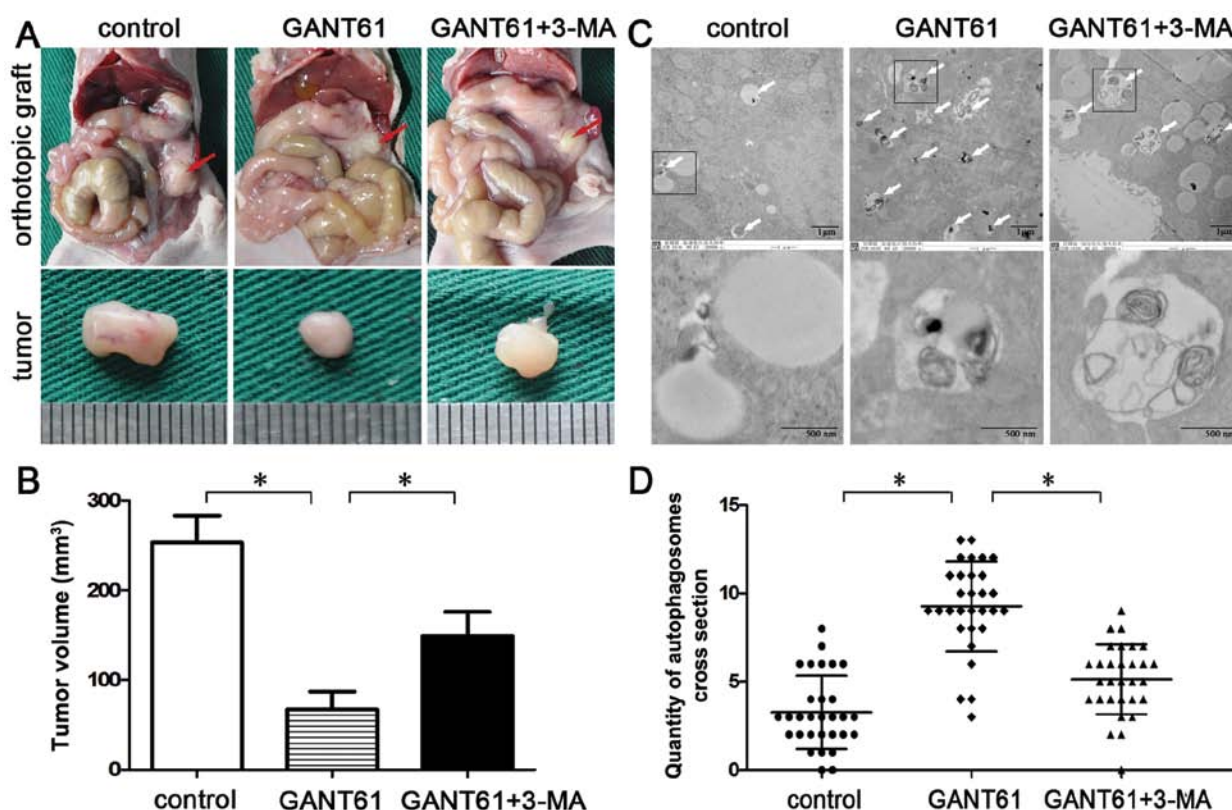 A
control
GANT61
GANT61+3-MA
orthotopic graft
tumor
C
control
GANT61
GANT61+3-MA
1μm
1μm
1μm
500 nm
500 nm
500 nm
B
*
*
Tumor volume (mm³)
300
200
100
0
control
GANT61
GANT61+3-MA
D
*
*
Quantity of autophagosomes
cross section
15
10
5
0
control
GANT61
GANT61+3-MA